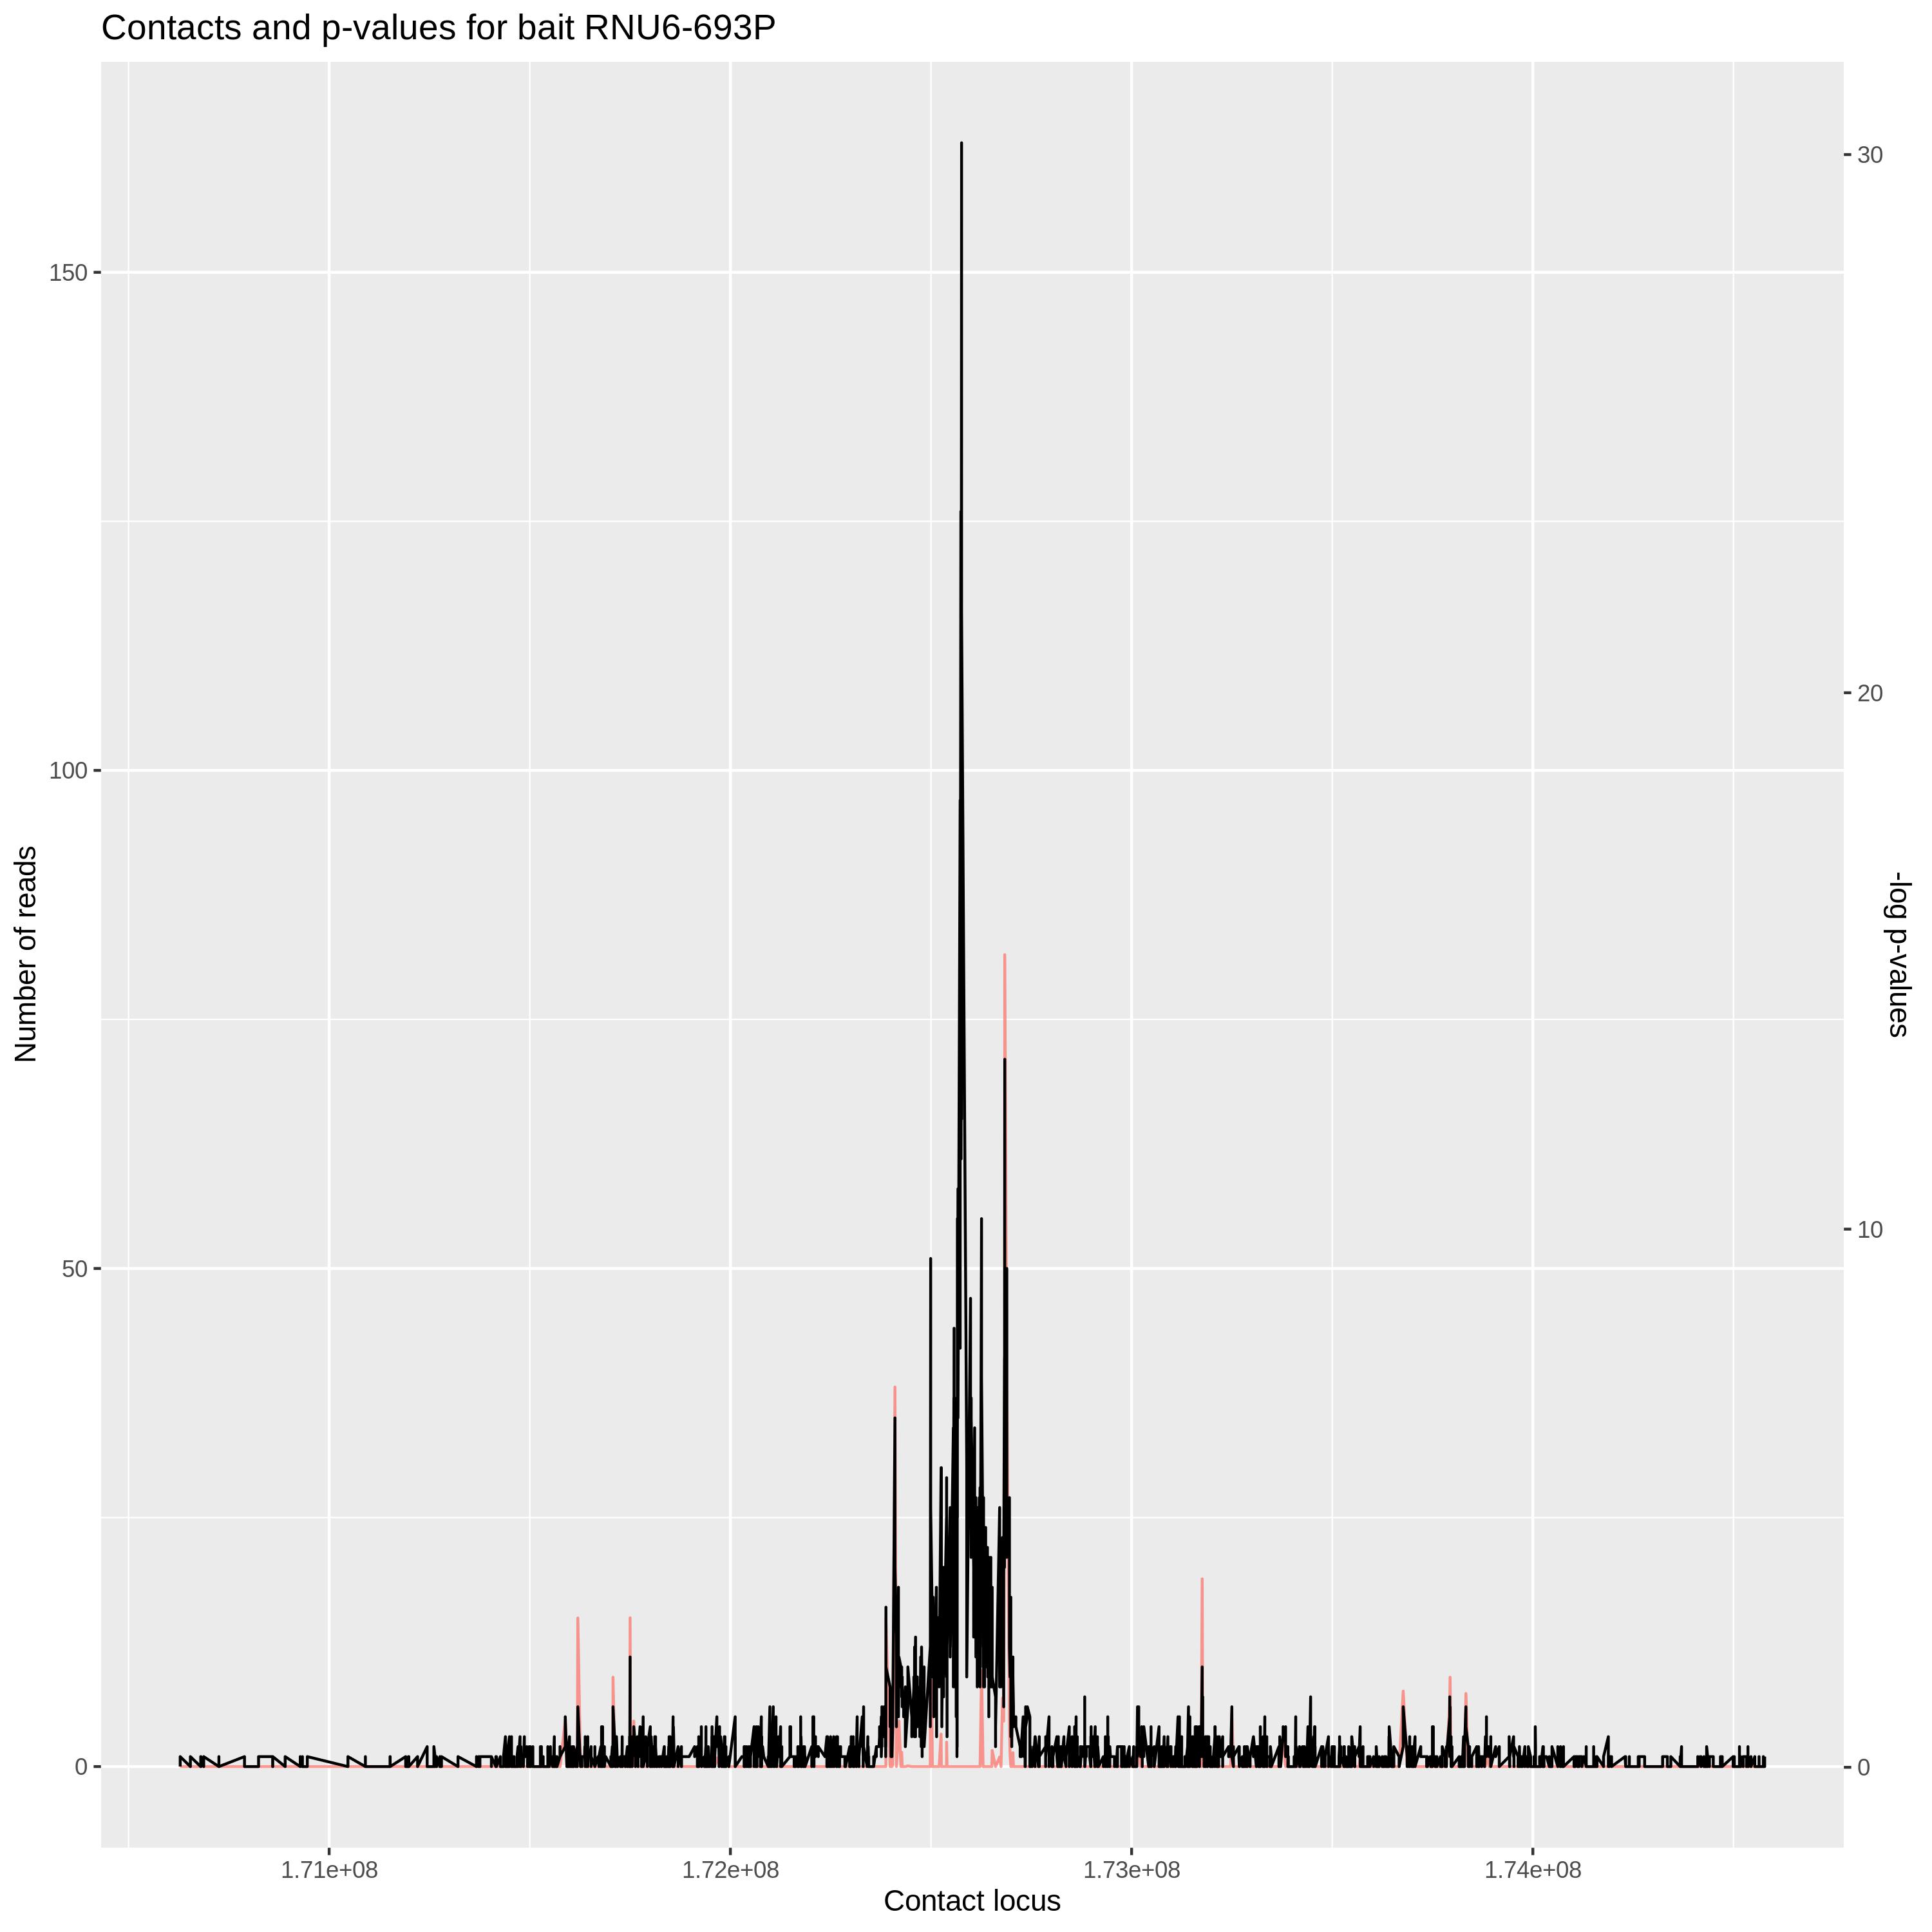 Contacts and p-values for bait RNU6-693P
Number of reads
150
100
50
0
30
20
10
0
-log p-values
1.71e+08
1.72e+08
1.73e+08
1.74e+08
Contact locus